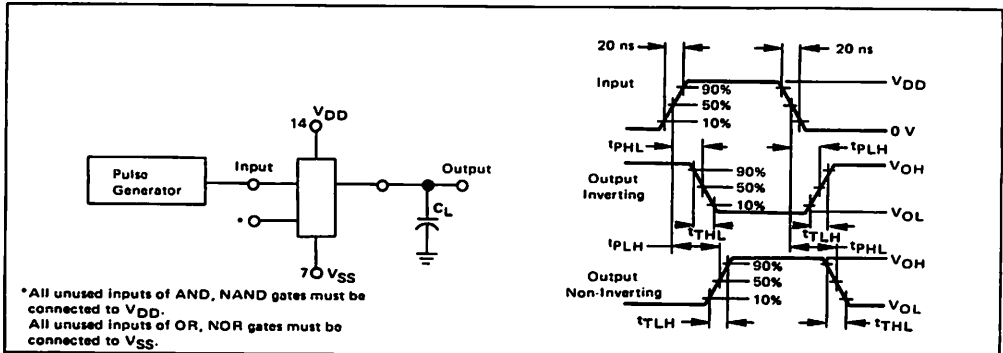 VDD
14
Pulse
Generator
Input
Output
*
CL
7 VSS
*All unused inputs of AND, NAND gates must be
connected to VDD.
All unused inputs of OR, NOR gates must be
connected to VSS.
20 ns
20 ns
Input
VDD
90%
50%
10%
0 V
tPHL
tPLH
Output
Inverting
90%
50%
10%
VOH
VOL
tTHL
tTLH
tPLH
tPHL
Output
Non-Inverting
90%
50%
10%
VOH
VOL
tTLH
tTHL